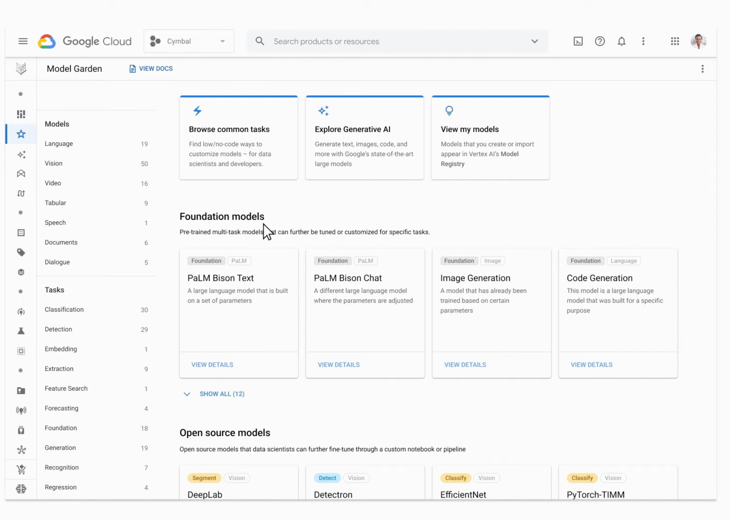 Google Cloud
Cymbal
Search products or resources
Model Garden
VIEW DOCS
Models
Language 19
Vision 50
Video 16
Tabular 9
Speech 1
Documents 6
Dialogue 5
Tasks
Classification 30
Detection 29
Embedding 1
Extraction 9
Feature Search 1
Forecasting 4
Foundation 18
Generation 19
Recognition 7
Regression 4
Browse common tasks
Find low/no-code ways to
customize models – for data
scientists and developers.
Explore Generative AI
Generate text, images, code, and
more with Google's state-of-the-art
large models
View my models
Models that you create or import
appear in Vertex AI's Model
Registry
Foundation models
Pre-trained multi-task models can further be tuned or customized for specific tasks.
Foundation PaLM
PaLM Bison Text
A large language model that is built
on a set of parameters
VIEW DETAILS
Foundation PaLM
PaLM Bison Chat
A different large language model
where the parameters are adjusted
VIEW DETAILS
Foundation Image
Image Generation
A model that has already been
trained based on certain
parameters
VIEW DETAILS
Foundation Language
Code Generation
This model is a large language
model that was built for a specific
purpose
VIEW DETAILS
SHOW ALL (12)
Open source models
Open source models that data scientists can further fine-tune through a custom notebook or pipeline
Segment Vision
DeepLab
Detect Vision
Detectron
Classify Vision
EfficientNet
Classify Vision
PyTorch-TIMM